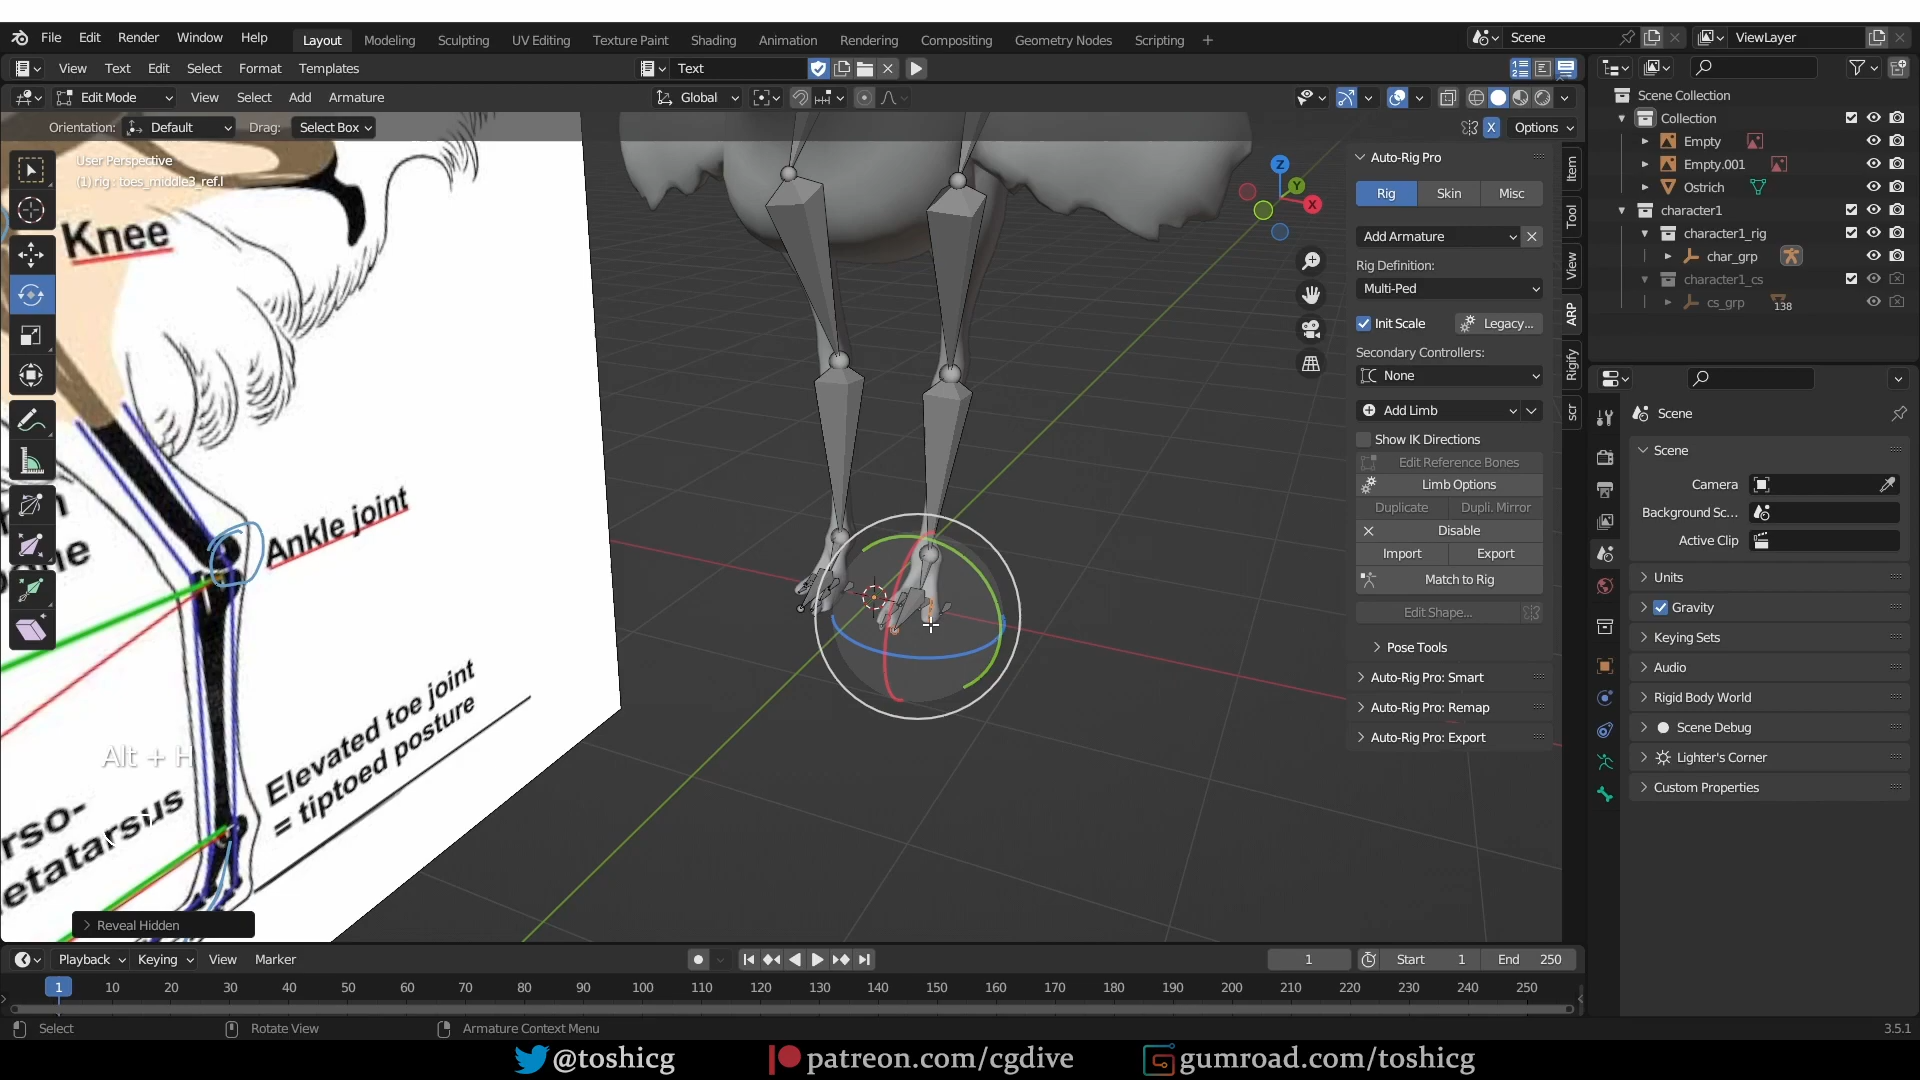 File Edit Render Window Help
Layout Modeling Sculpting UV Editing Texture Paint Shading Animation Rendering Compositing Geometry Nodes Scripting +
Scene
ViewLayer
View Text Edit Select Format Templates
Text
Edit Mode View Select Add Armature
Global
Orientation: Default Drag: Select Box
X Options
User Perspective
(1) rig : toes_middle3_ref.l
Knee
Ankle joint
Elevated toe joint
= tiptoed posture
Alt + H
Reveal Hidden
Z
Y
X
Auto-Rig Pro
Rig Skin Misc
Add Armature
Rig Definition:
Multi-Ped
Init Scale Legacy...
Secondary Controllers:
None
Add Limb
Show IK Directions
Edit Reference Bones
Limb Options
Duplicate Dupli. Mirror
Disable
Import Export
Match to Rig
Edit Shape...
Pose Tools
Auto-Rig Pro: Smart
Auto-Rig Pro: Remap
Auto-Rig Pro: Export
Item
Tool
View
ARP
Rigify
scr
Scene Collection
Collection
Empty
Empty.001
Ostrich
character1
character1_rig
char_grp
character1_cs
cs_grp 138
Scene
Scene
Camera
Background Sc...
Active Clip
Units
Gravity
Keying Sets
Audio
Rigid Body World
Scene Debug
Lighter's Corner
Custom Properties
Playback Keying View Marker
1 Start 1 End 250
1 10 20 30 40 50 60 70 80 90 100 110 120 130 140 150 160 170 180 190 200 210 220 230 240 250
Select Rotate View Armature Context Menu 3.5.1
@toshicg patreon.com/cgdive gumroad.com/toshicg